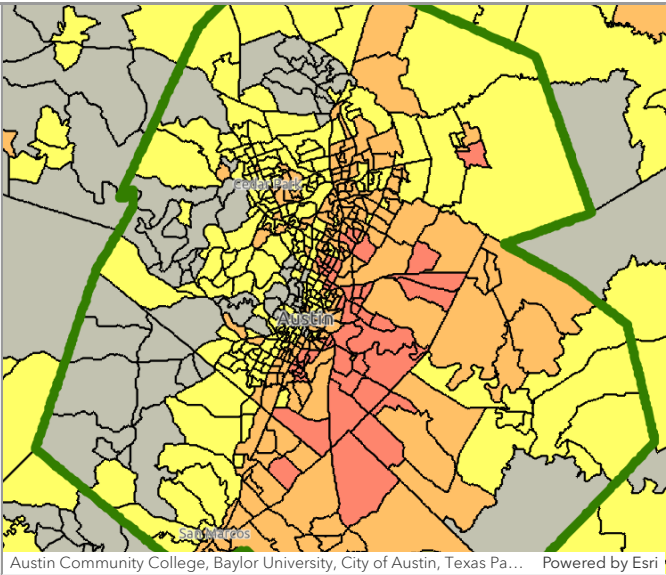 Cedar Park
Austin
San Marcos
Austin Community College, Baylor University, City of Austin, Texas Pa... Powered by Esri